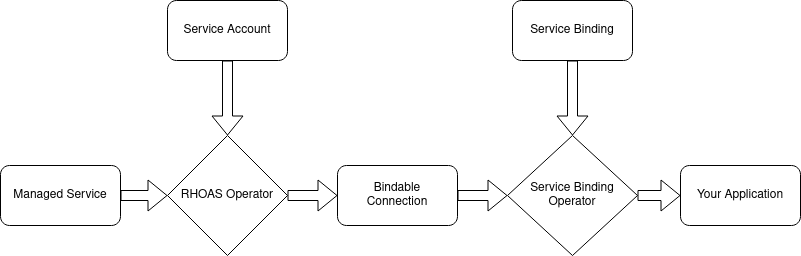 Service Account
Service Binding
Managed Service
RHOAS Operator
Bindable
Connection
Service Binding
Operator
Your Application